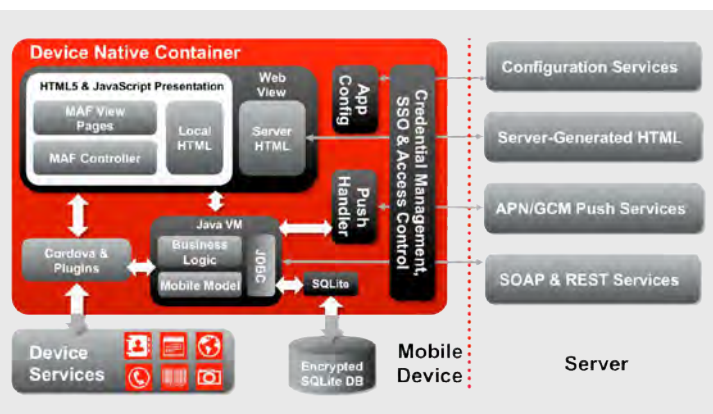 Device Native Container
HTML5 & JavaScript Presentation
MAF View
Pages
MAF Controller
Local
HTML
Web
View
Server
HTML
App
Config
Push
Handler
Credential Management,
SSO & Access Control
Java VM
Business
Logic
Mobile Model
JDBC
Cordova &
Plugins
SQLite
Device
Services
Encrypted
SQLite DB
Mobile
Device
Configuration Services
Server-Generated HTML
APN/GCM Push Services
SOAP & REST Services
Server